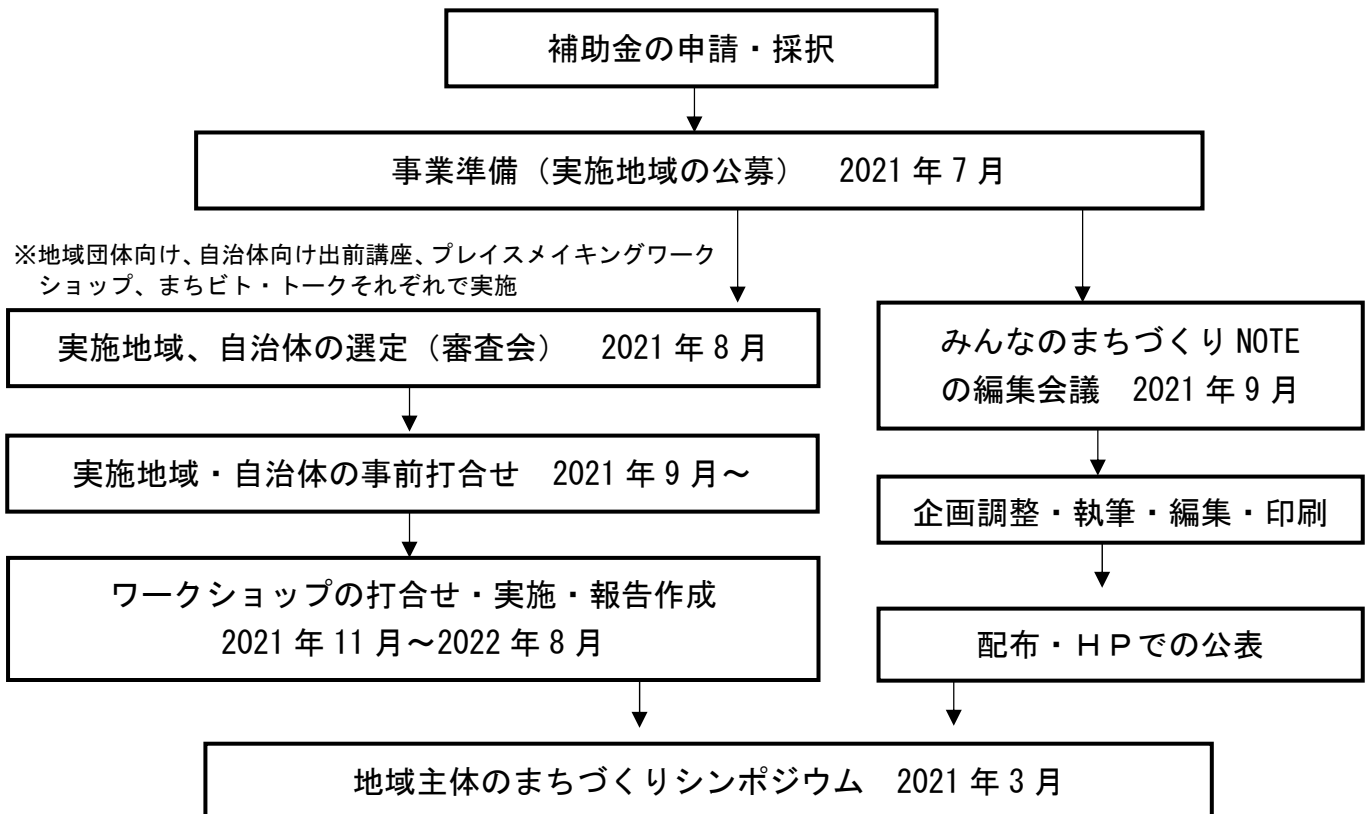 補助金の申請・採択
事業準備（実施地域の公募）　2021 年 7 月
※地域団体向け、自治体向け出前講座、プレイスメイキングワーク
ショップ、まちビト・トークそれぞれで実施
実施地域、自治体の選定（審査会）　2021 年 8 月
実施地域・自治体の事前打合せ　2021 年 9 月～
ワークショップの打合せ・実施・報告作成
2021 年 11 月～2022 年 8 月
みんなのまちづくり NOTE
の編集会議　2021 年 9 月
企画調整・執筆・編集・印刷
配布・ＨＰでの公表
地域主体のまちづくりシンポジウム　2021 年 3 月